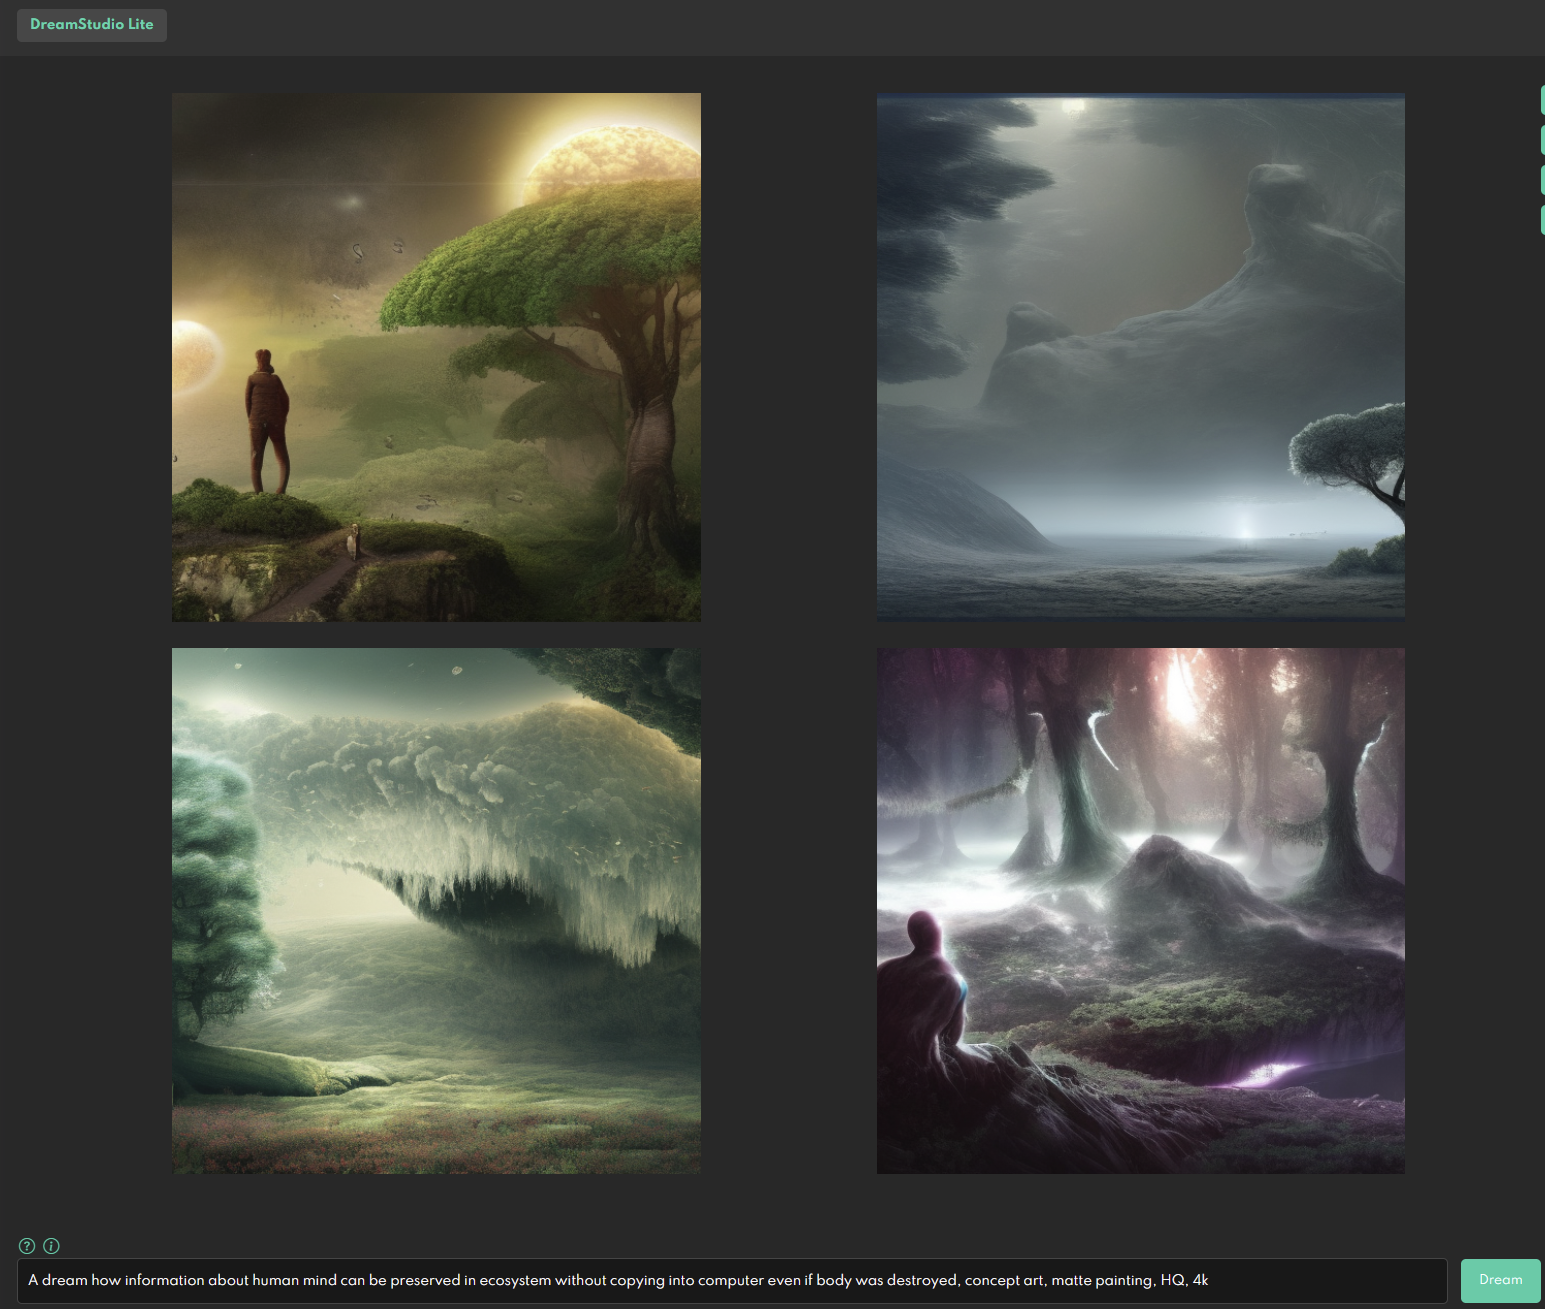 DreamStudio Lite
A dream how information about human mind can be preserved in ecosystem without copying into computer even if body was destroyed, concept art, matte painting, HQ, 4k
Dream